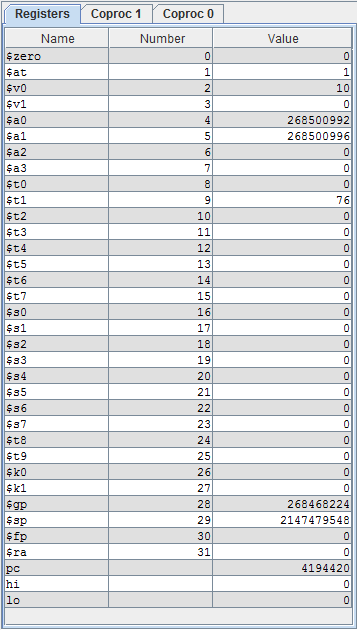 Registers Coproc 1 Coproc 0
Name Number Value
$zero 0 0
$at 1 1
$v0 2 10
$v1 3 0
$a0 4 268500992
$a1 5 268500996
$a2 6 0
$a3 7 0
$t0 8 0
$t1 9 76
$t2 10 0
$t3 11 0
$t4 12 0
$t5 13 0
$t6 14 0
$t7 15 0
$s0 16 0
$s1 17 0
$s2 18 0
$s3 19 0
$s4 20 0
$s5 21 0
$s6 22 0
$s7 23 0
$t8 24 0
$t9 25 0
$k0 26 0
$k1 27 0
$gp 28 268468224
$sp 29 2147479548
$fp 30 0
$ra 31 0
pc 4194420
hi 0
lo 0